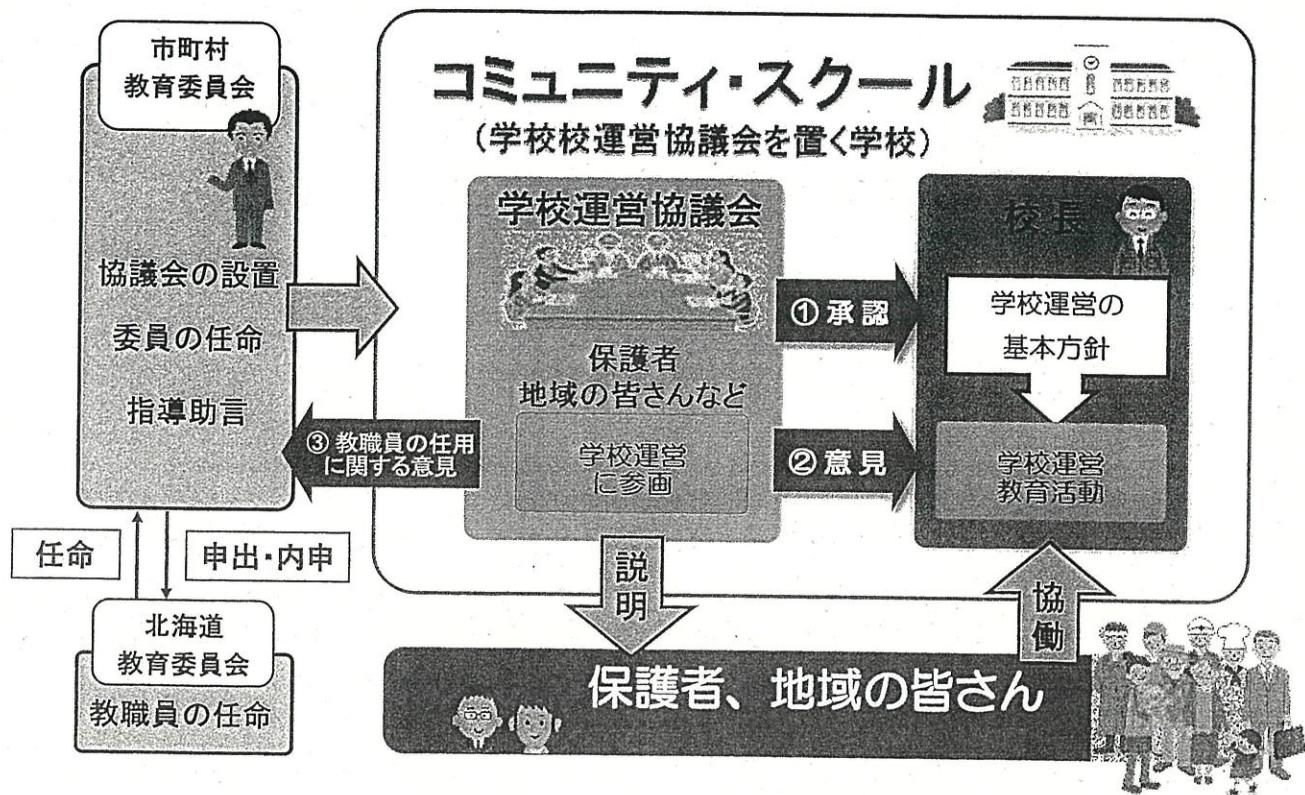 市町村
教育委員会
協議会の設置
委員の任命
指導助言
任命
申出・内申
北海道
教育委員会
教職員の任命
コミュニティ・スクール
(学校校運営協議会を置く学校)
学校運営協議会
保護者
地域の皆さんなど
学校運営
に参画
①承認
②意見
③教職員の任用
に関する意見
校長
学校運営の
基本方針
学校運営
教育活動
説明
協働
保護者、地域の皆さん